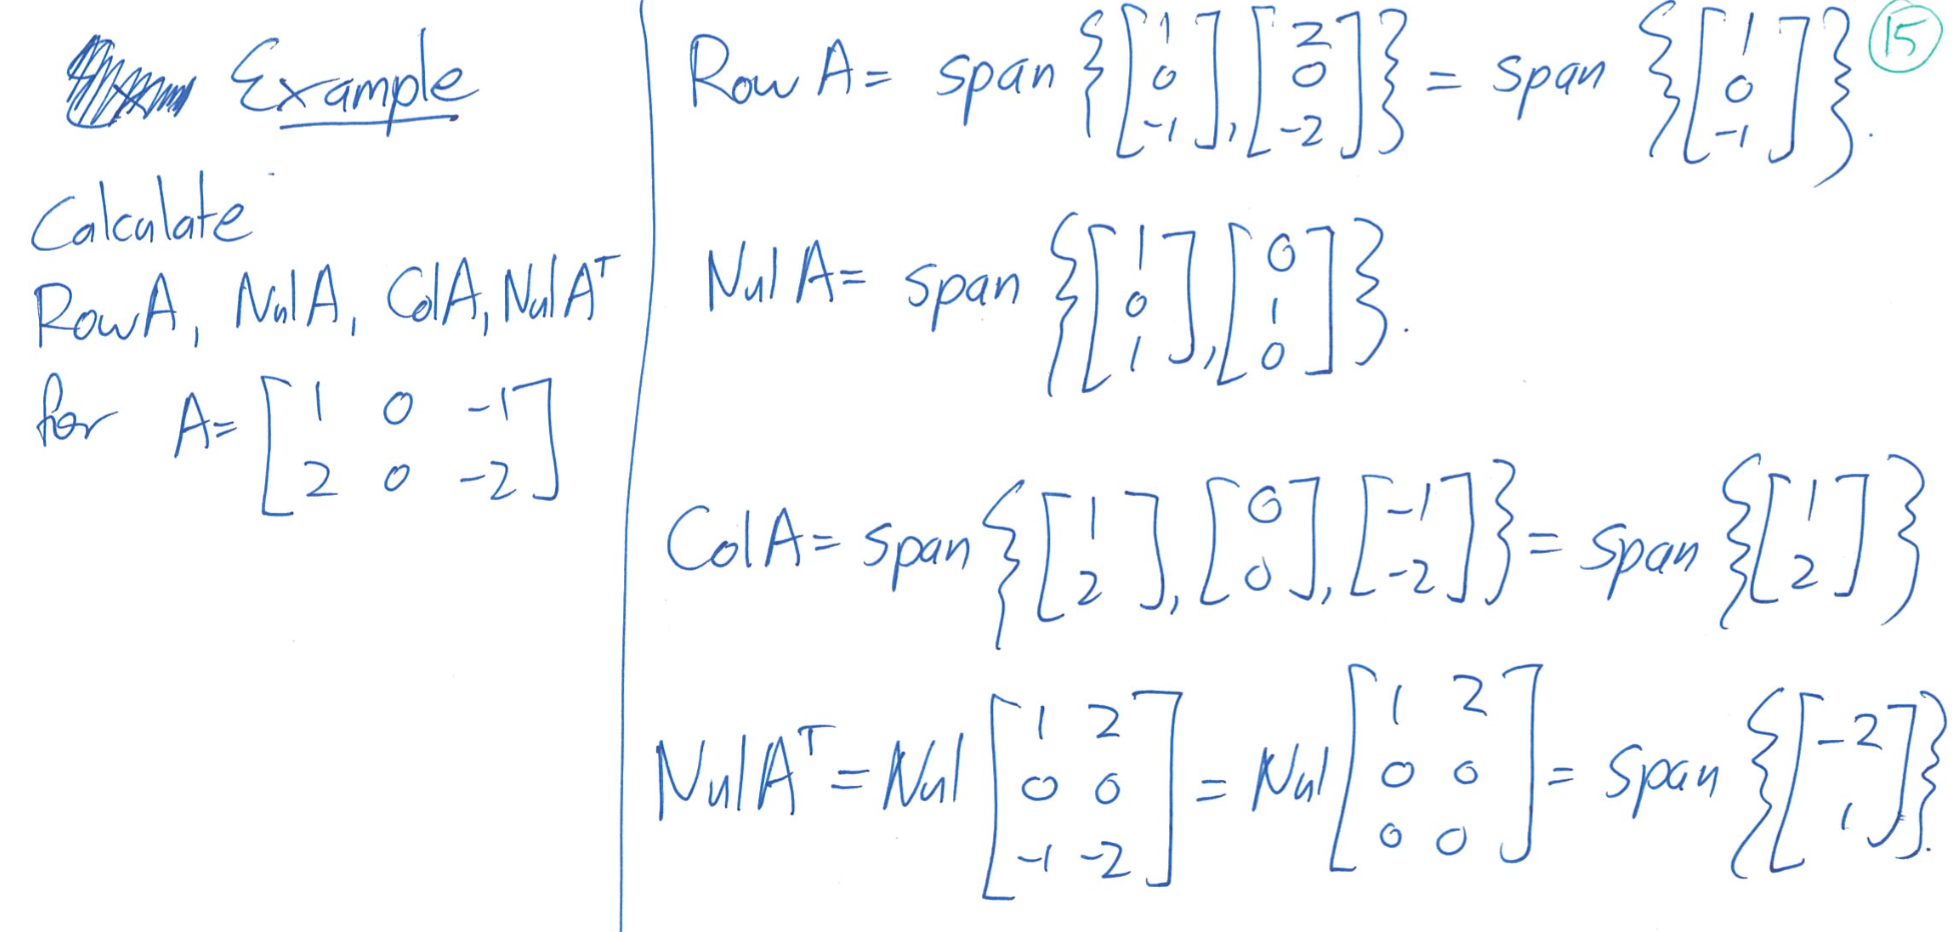 Example
Calculate
Row A, Nul A, Col A, Nul Aᵀ
for A = [1 0 -1; 2 0 -2]
Row A = span {[1; 0; -1], [2; 0; -2]} = span {[1; 0; -1]}.
15
Nul A = span {[1; 0; 1], [0; 1; 0]}.
Col A = span {[1; 2], [0; 0], [-1; -2]} = span {[1; 2]}
Nul Aᵀ = Nul [1 2; 0 0; -1 -2] = Nul [1 2; 0 0; 0 0] = span {[-2; 1]}.